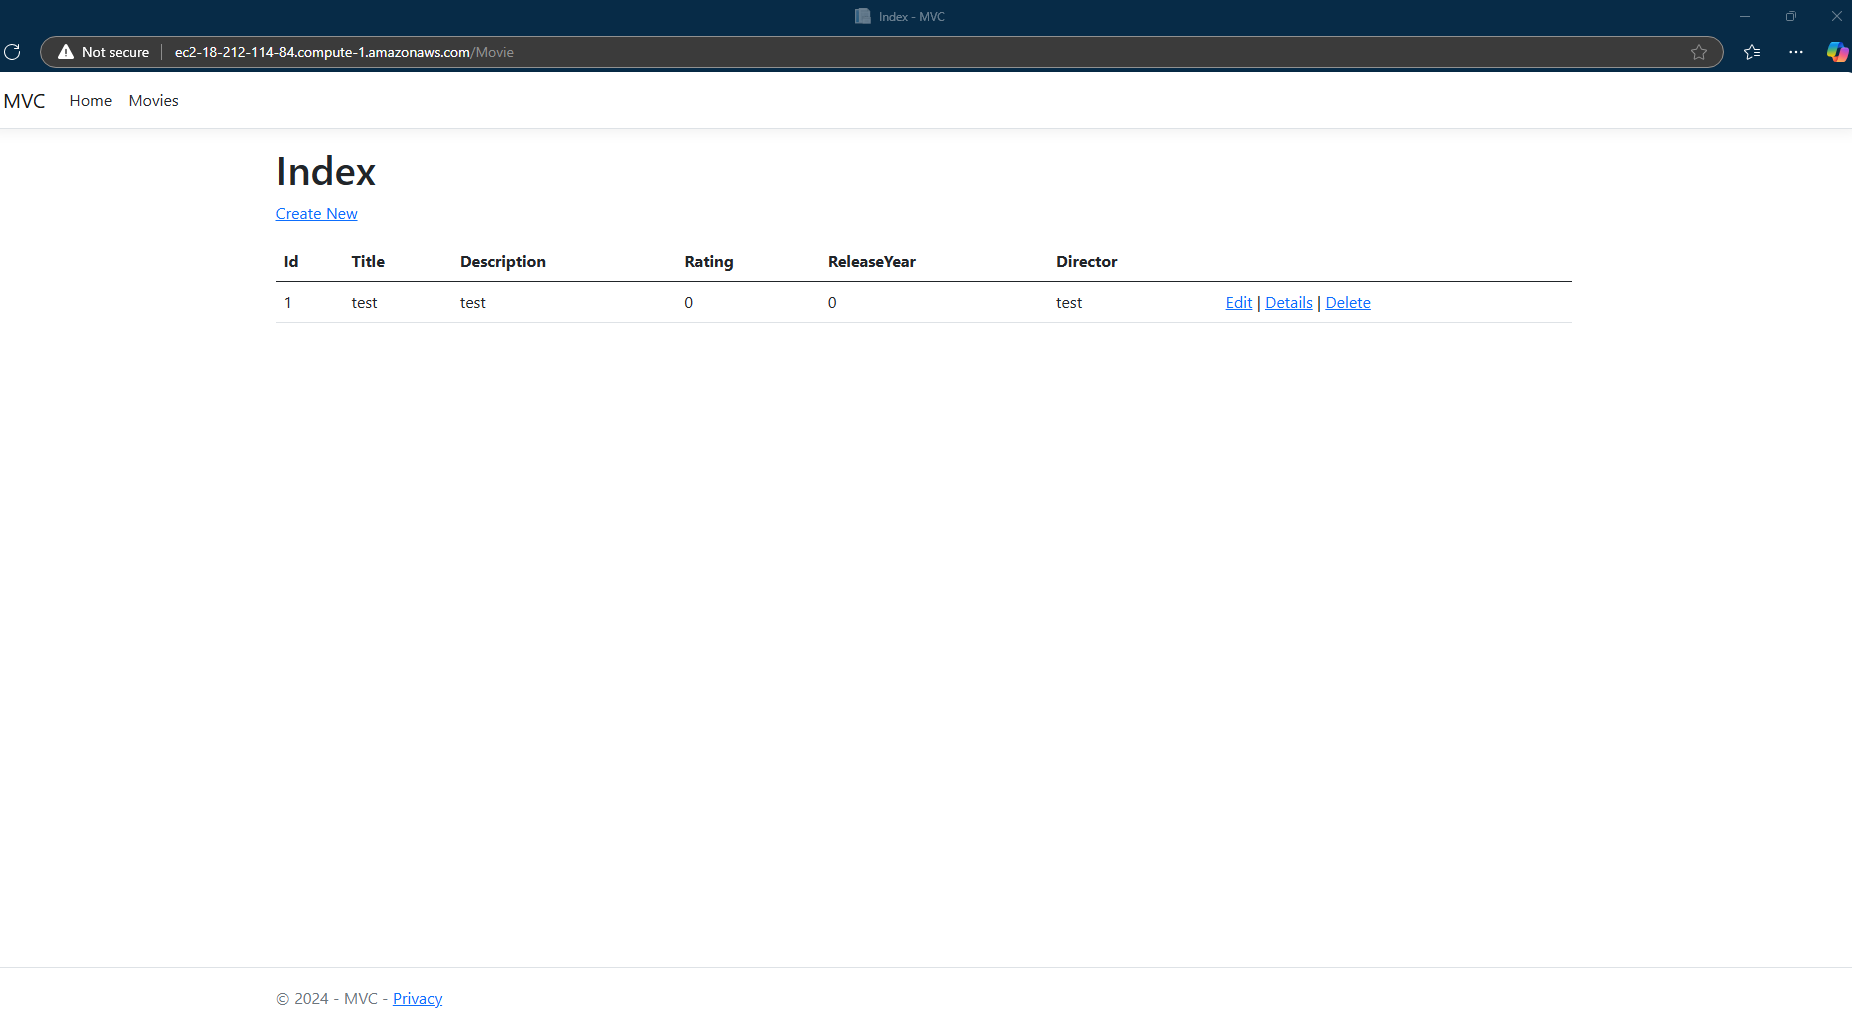 Index - MVC
Not secure ec2-18-212-114-84.compute-1.amazonaws.com/Movie
MVC Home Movies
Index
Create New
Id Title Description Rating ReleaseYear Director
1 test test 0 0 test Edit | Details | Delete
© 2024 - MVC - Privacy